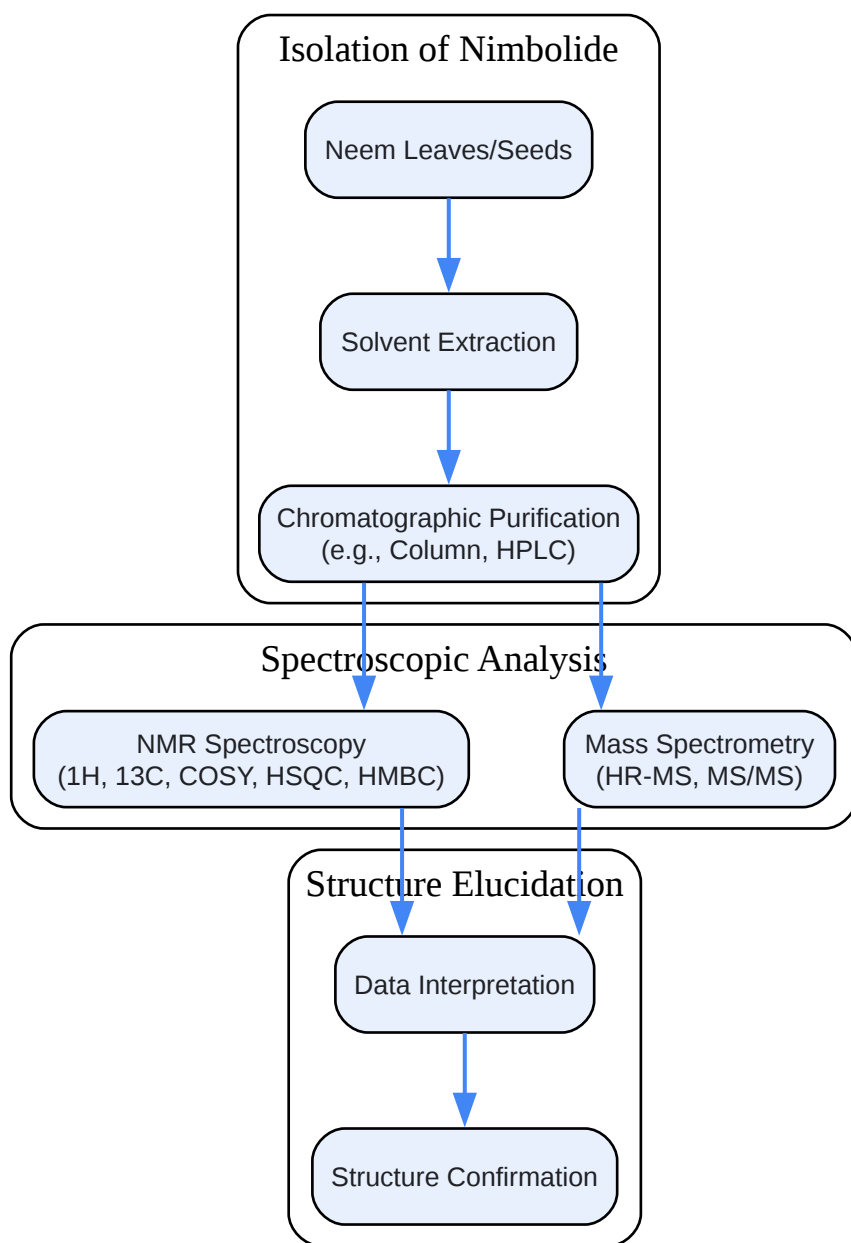 Isolation of Nimbolide
Neem Leaves/Seeds
Solvent Extraction
Chromatographic Purification
(e.g., Column, HPLC)
Spectroscopic Analysis
NMR Spectroscopy
(1H, 13C, COSY, HSQC, HMBC)
Mass Spectrometry
(HR-MS, MS/MS)
Structure Elucidation
Data Interpretation
Structure Confirmation